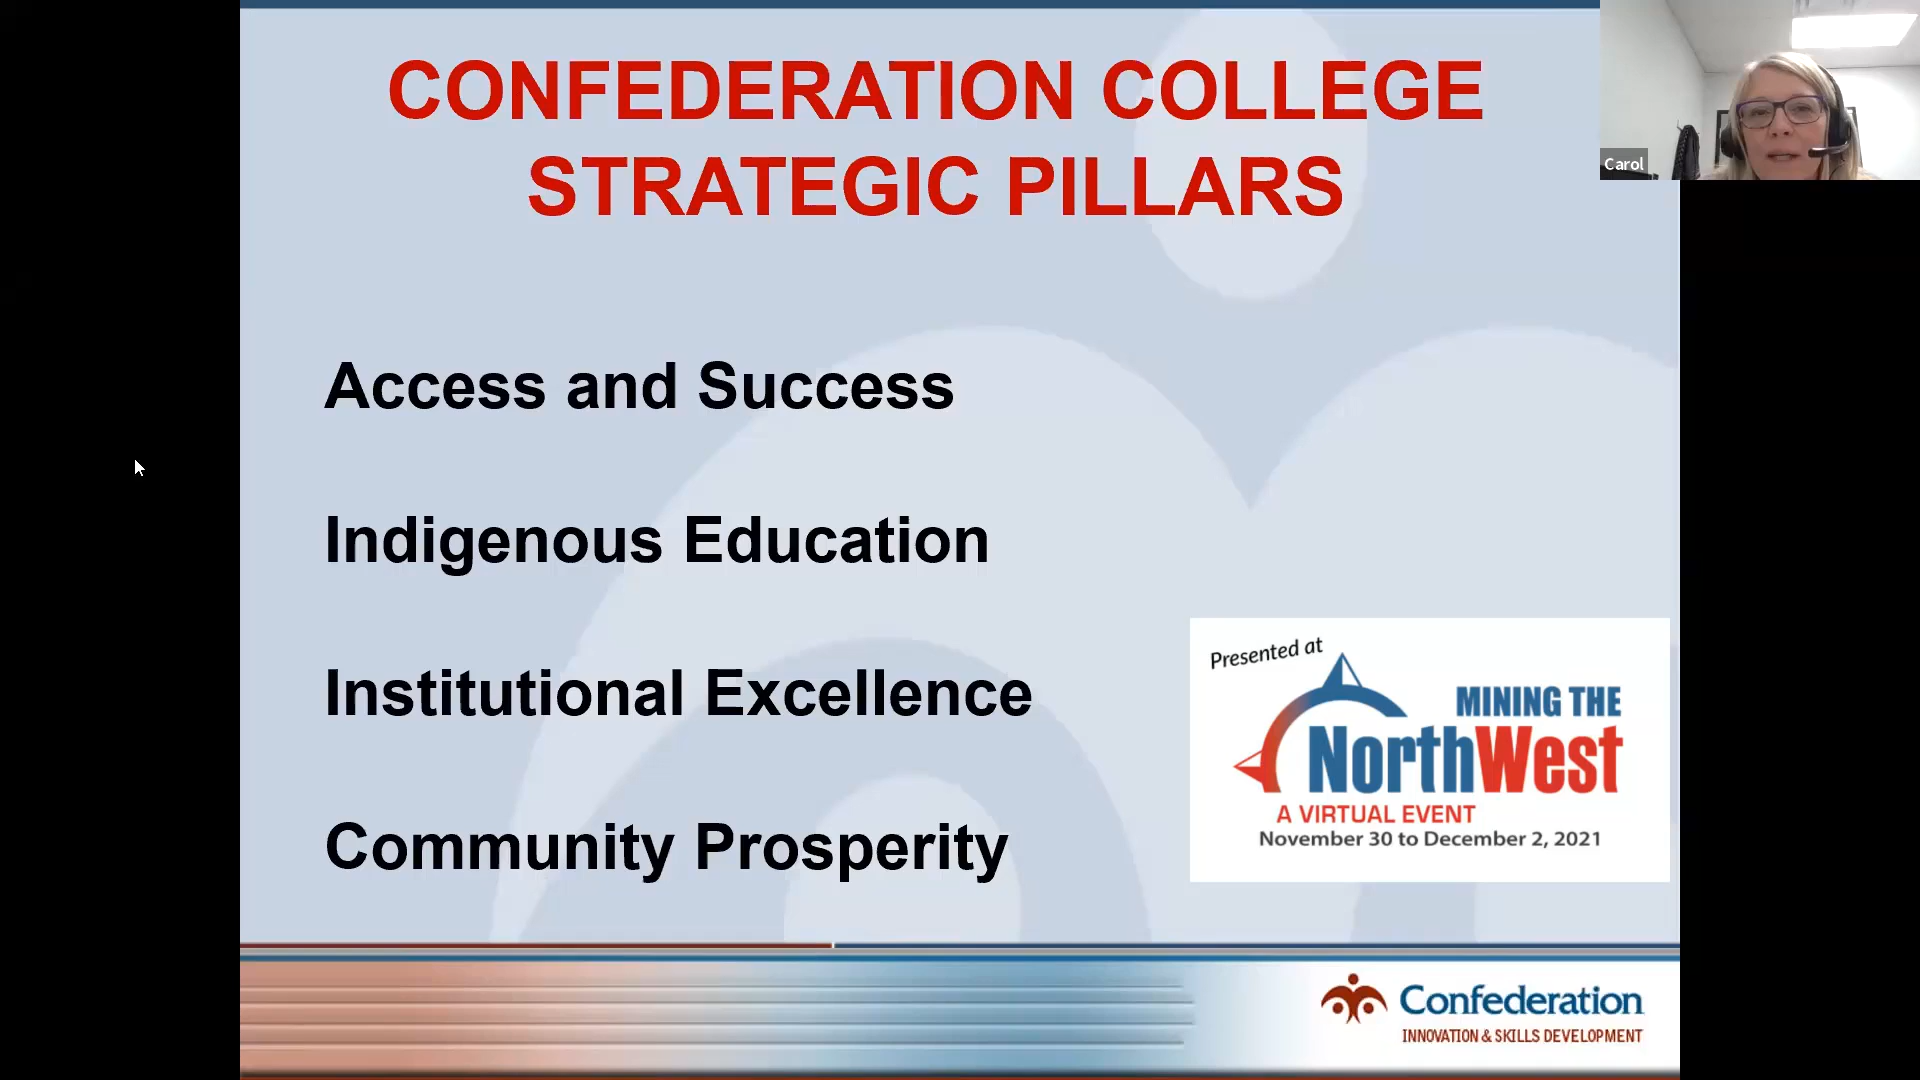 CONFEDERATION COLLEGE
STRATEGIC PILLARS
Carol
Access and Success
Indigenous Education
Institutional Excellence
Community Prosperity
Presented at
MINING THE
NorthWest
A VIRTUAL EVENT
November 30 to December 2, 2021
Confederation
INNOVATION & SKILLS DEVELOPMENT